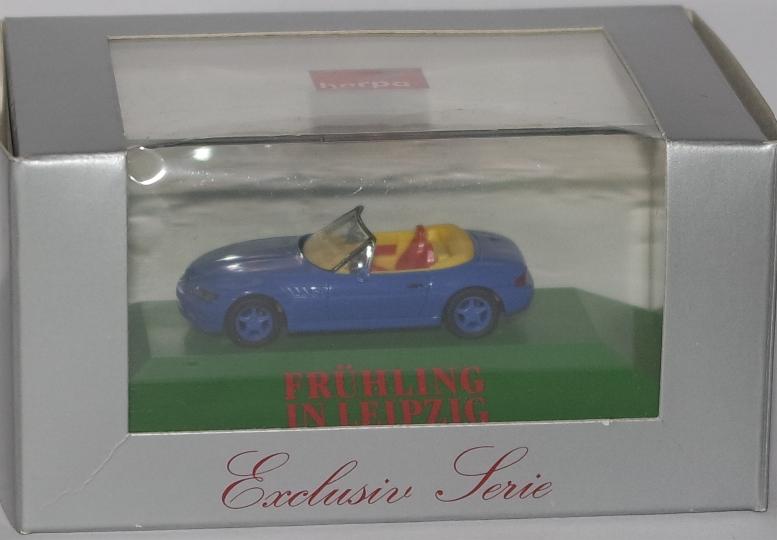 herpa
FRÜHLING
IN LEIPZIG
Exclusiv Serie